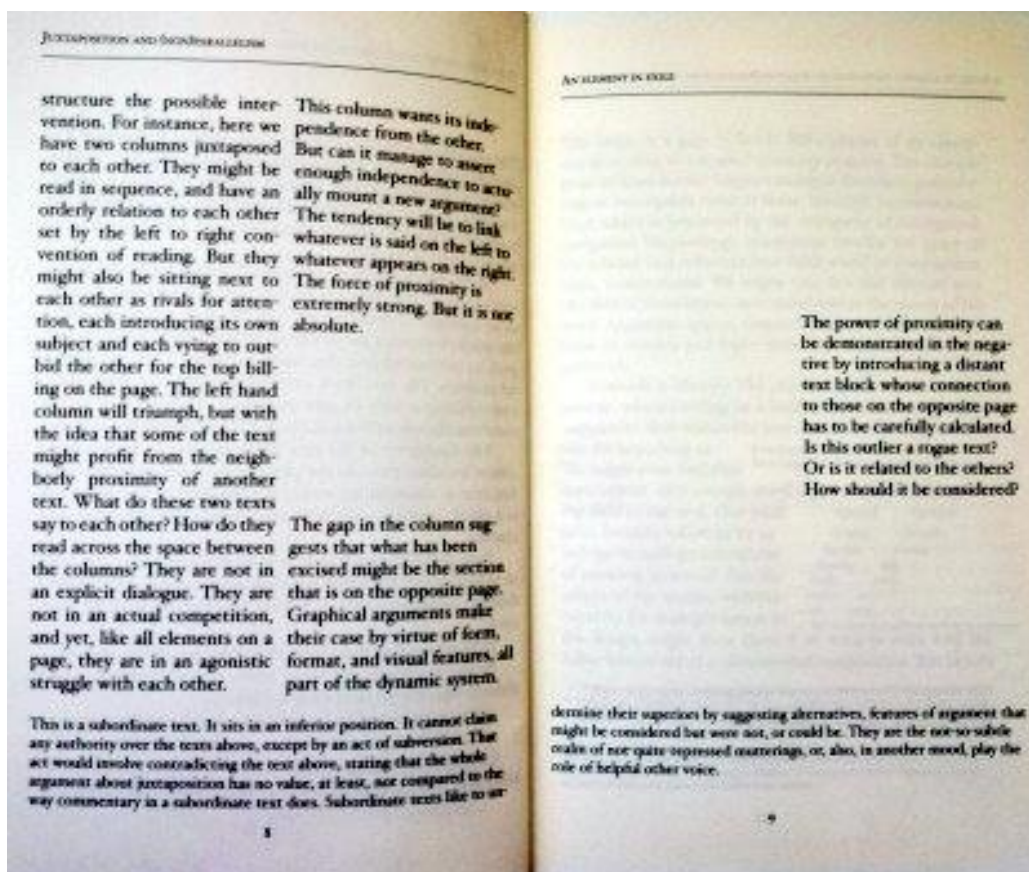 JUXTAPOSITION AND (NON)PARALLELISM
structure the possible inter-
vention. For instance, here we
have two columns juxtaposed
to each other. They might be
read in sequence, and have an
orderly relation to each other
set by the left to right con-
vention of reading. But they
might also be sitting next to
each other as rivals for atten-
tion, each introducing its own
subject and each vying to out-
bid the other for the top bill-
ing on the page. The left hand
column will triumph, but with
the idea that some of the text
might profit from the neigh-
borly proximity of another
text. What do these two texts
say to each other? How do they
read across the space between
the columns? They are not in
an explicit dialogue. They are
not in an actual competition,
and yet, like all elements on a
page, they are in an agonistic
struggle with each other.
This column wants its inde-
pendence from the other.
But can it manage to assert
enough independence to actu-
ally mount a new argument?
The tendency will be to link
whatever is said on the left to
whatever appears on the right.
The force of proximity is
extremely strong. But it is not
absolute.
The gap in the column sug-
gests that what has been
excised might be the section
that is on the opposite page.
Graphical arguments make
their case by virtue of form,
format, and visual features, all
part of the dynamic system.
This is a subordinate text. It sits in an inferior position. It cannot claim
any authority over the texts above, except by an act of subversion. That
act would involve contradicting the text above, stating that the whole
argument about juxtaposition has no value, at least, not compared to the
way commentary in a subordinate text does. Subordinate texts like to un-
8
AN ELEMENT IN EXILE
The power of proximity can
be demonstrated in the nega-
tive by introducing a distant
text block whose connection
to those on the opposite page
has to be carefully calculated.
Is this outlier a rogue text?
Or is it related to the others?
How should it be considered?
dermine their superiors by suggesting alternatives, features of argument that
might be considered but were not, or could be. They are the not-so-subtle
realm of not quite repressed mutterings, or, also, in another mood, play the
role of helpful other voice.
9